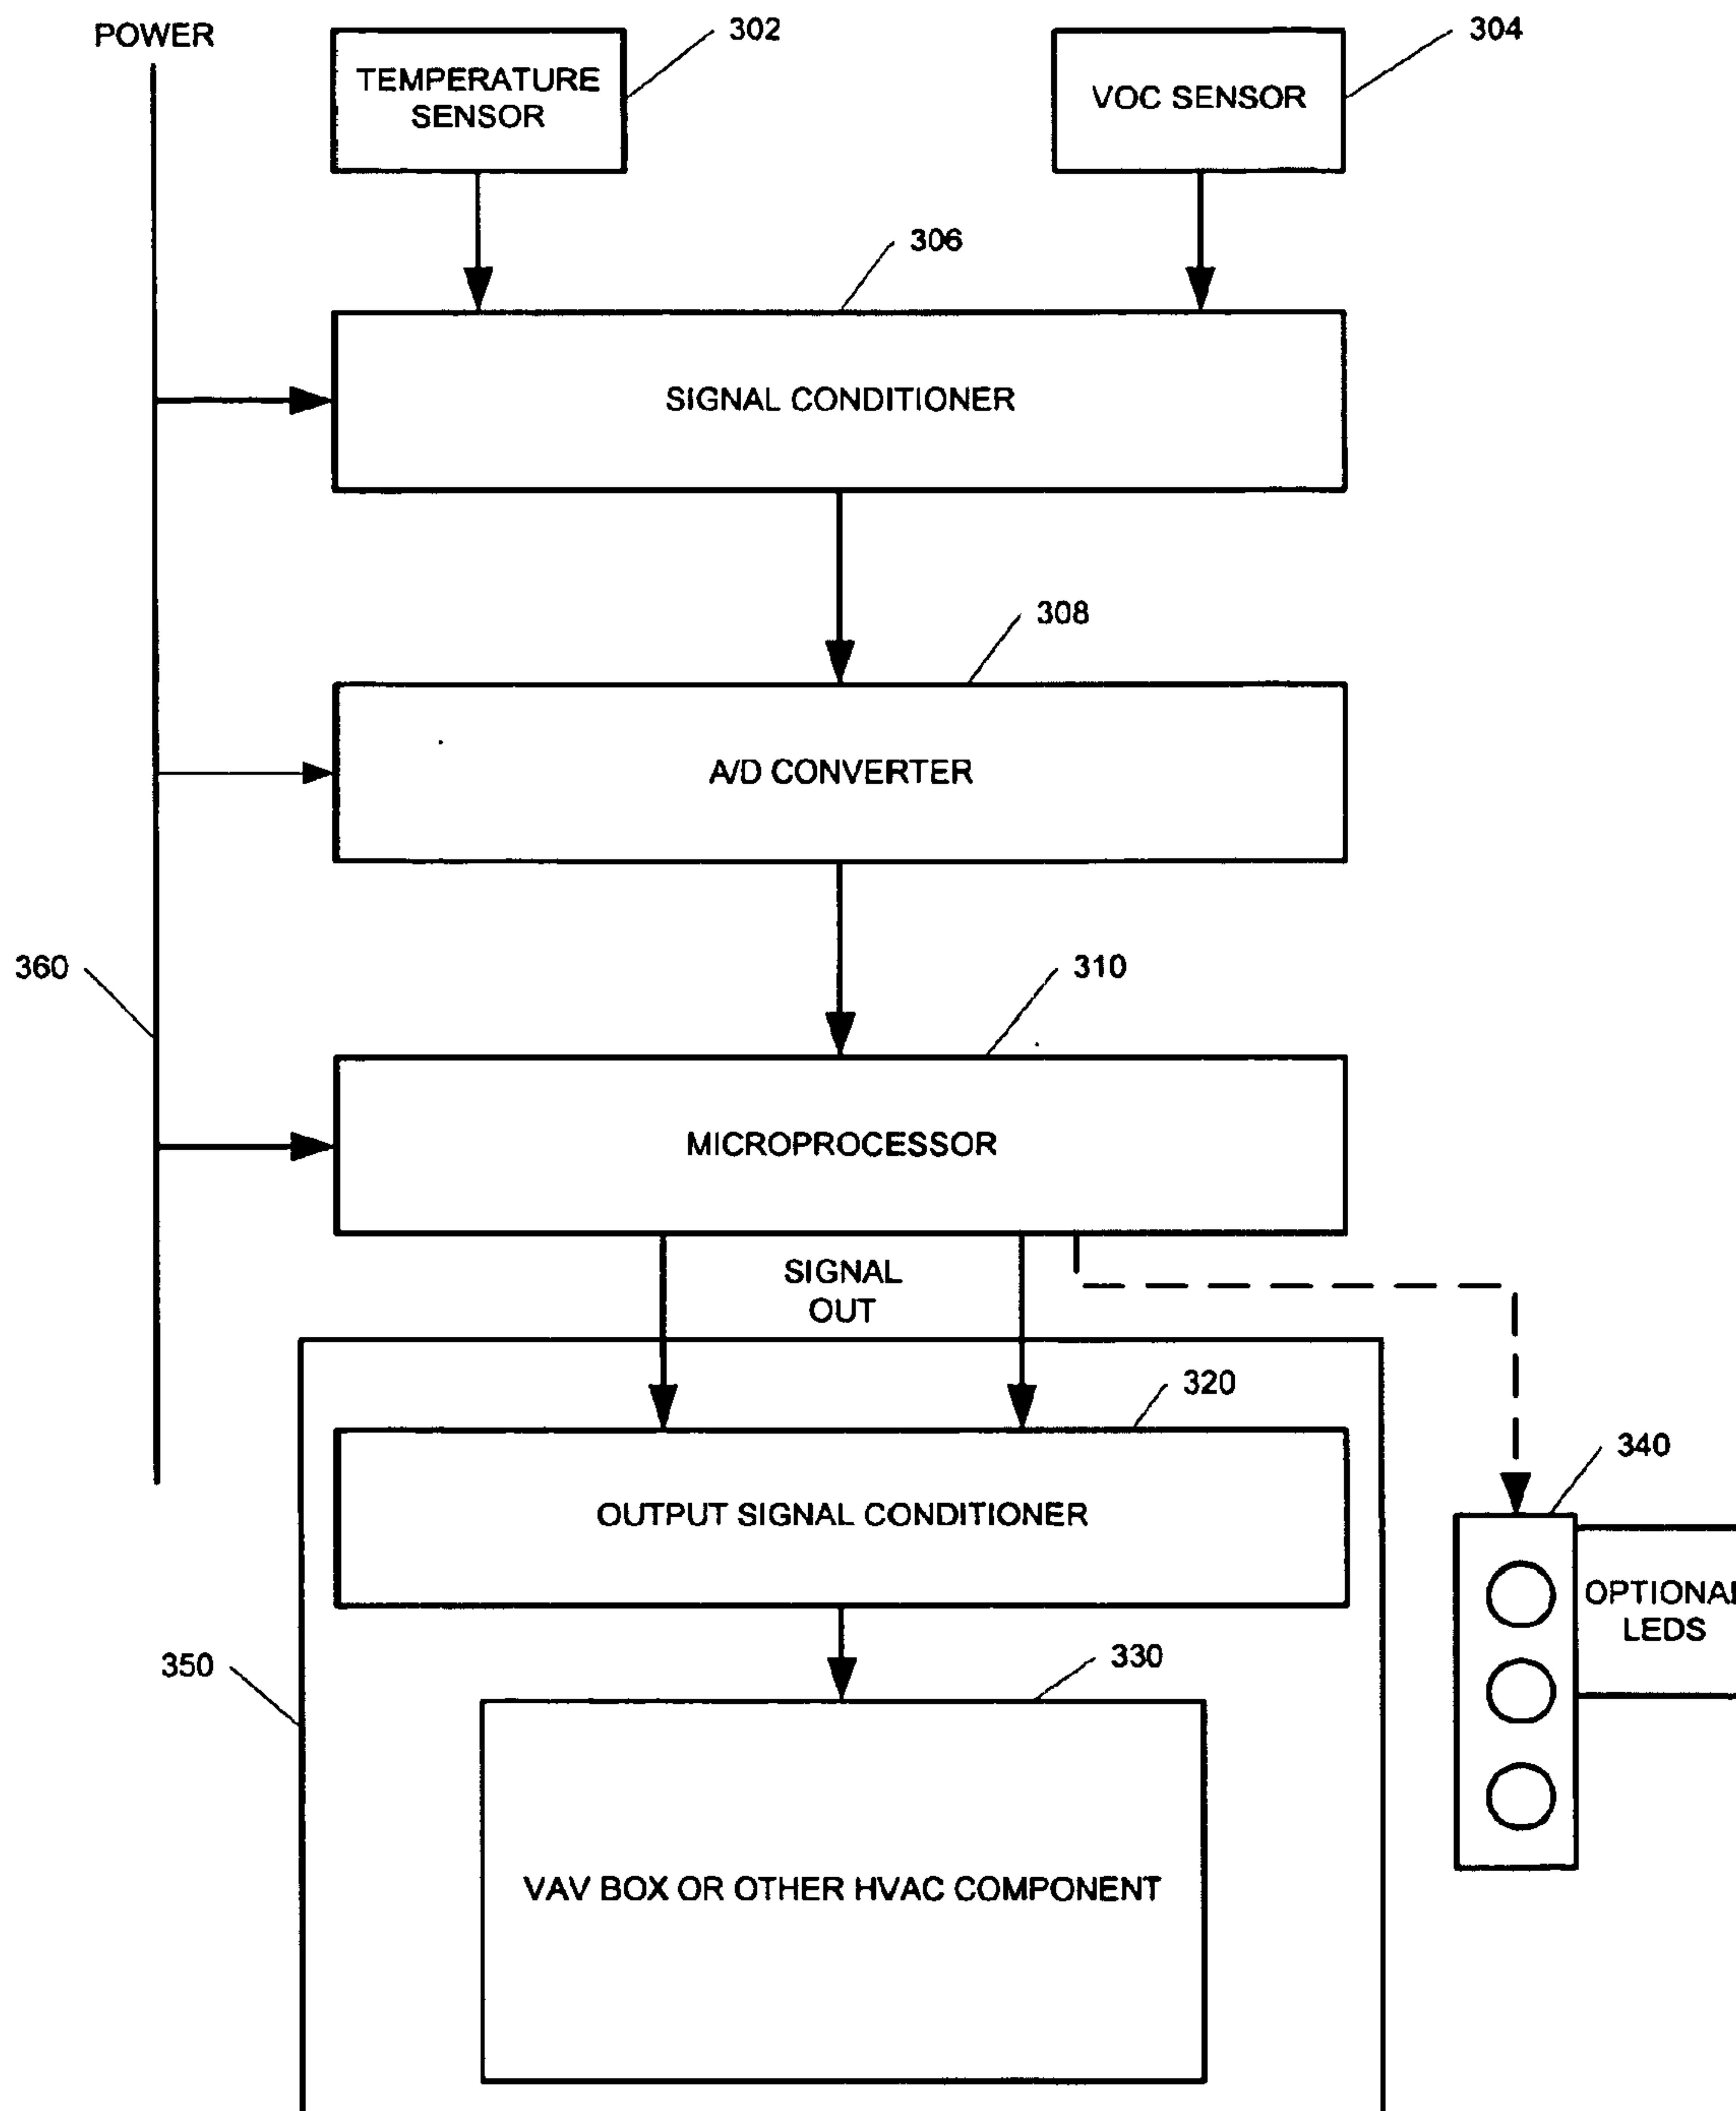 POWER
302
304
TEMPERATURE
SENSOR
VOC SENSOR
306
SIGNAL CONDITIONER
308
A/D CONVERTER
360
310
MICROPROCESSOR
SIGNAL
OUT
320
340
OUTPUT SIGNAL CONDITIONER
OPTIONAL
LEDS
350
330
VAV BOX OR OTHER HVAC COMPONENT